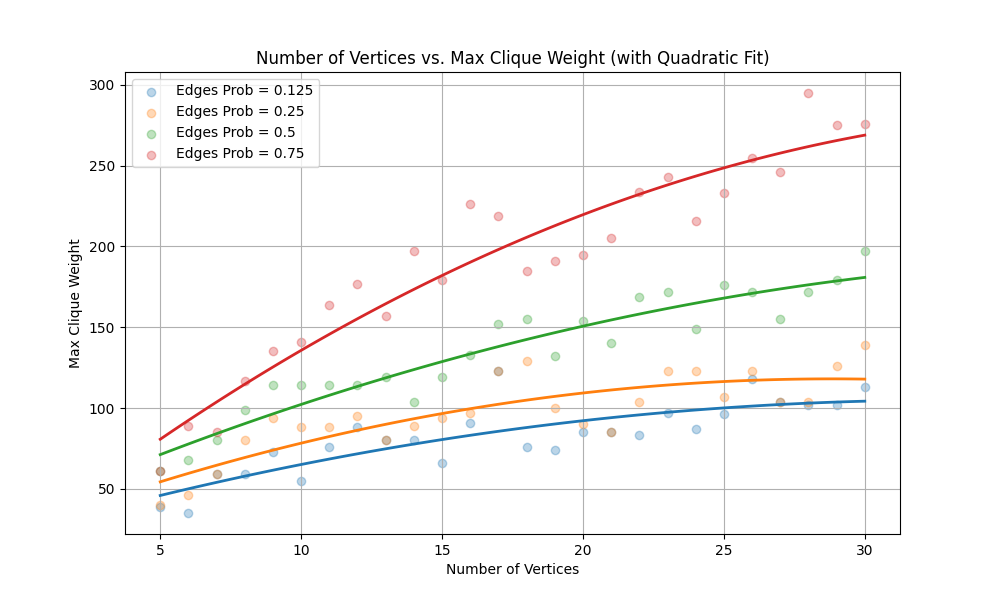 Number of Vertices vs. Max Clique Weight (with Quadratic Fit)
Edges Prob = 0.125
Edges Prob = 0.25
Edges Prob = 0.5
Edges Prob = 0.75
Max Clique Weight
300
250
200
150
100
50
5 10 15 20 25 30
Number of Vertices